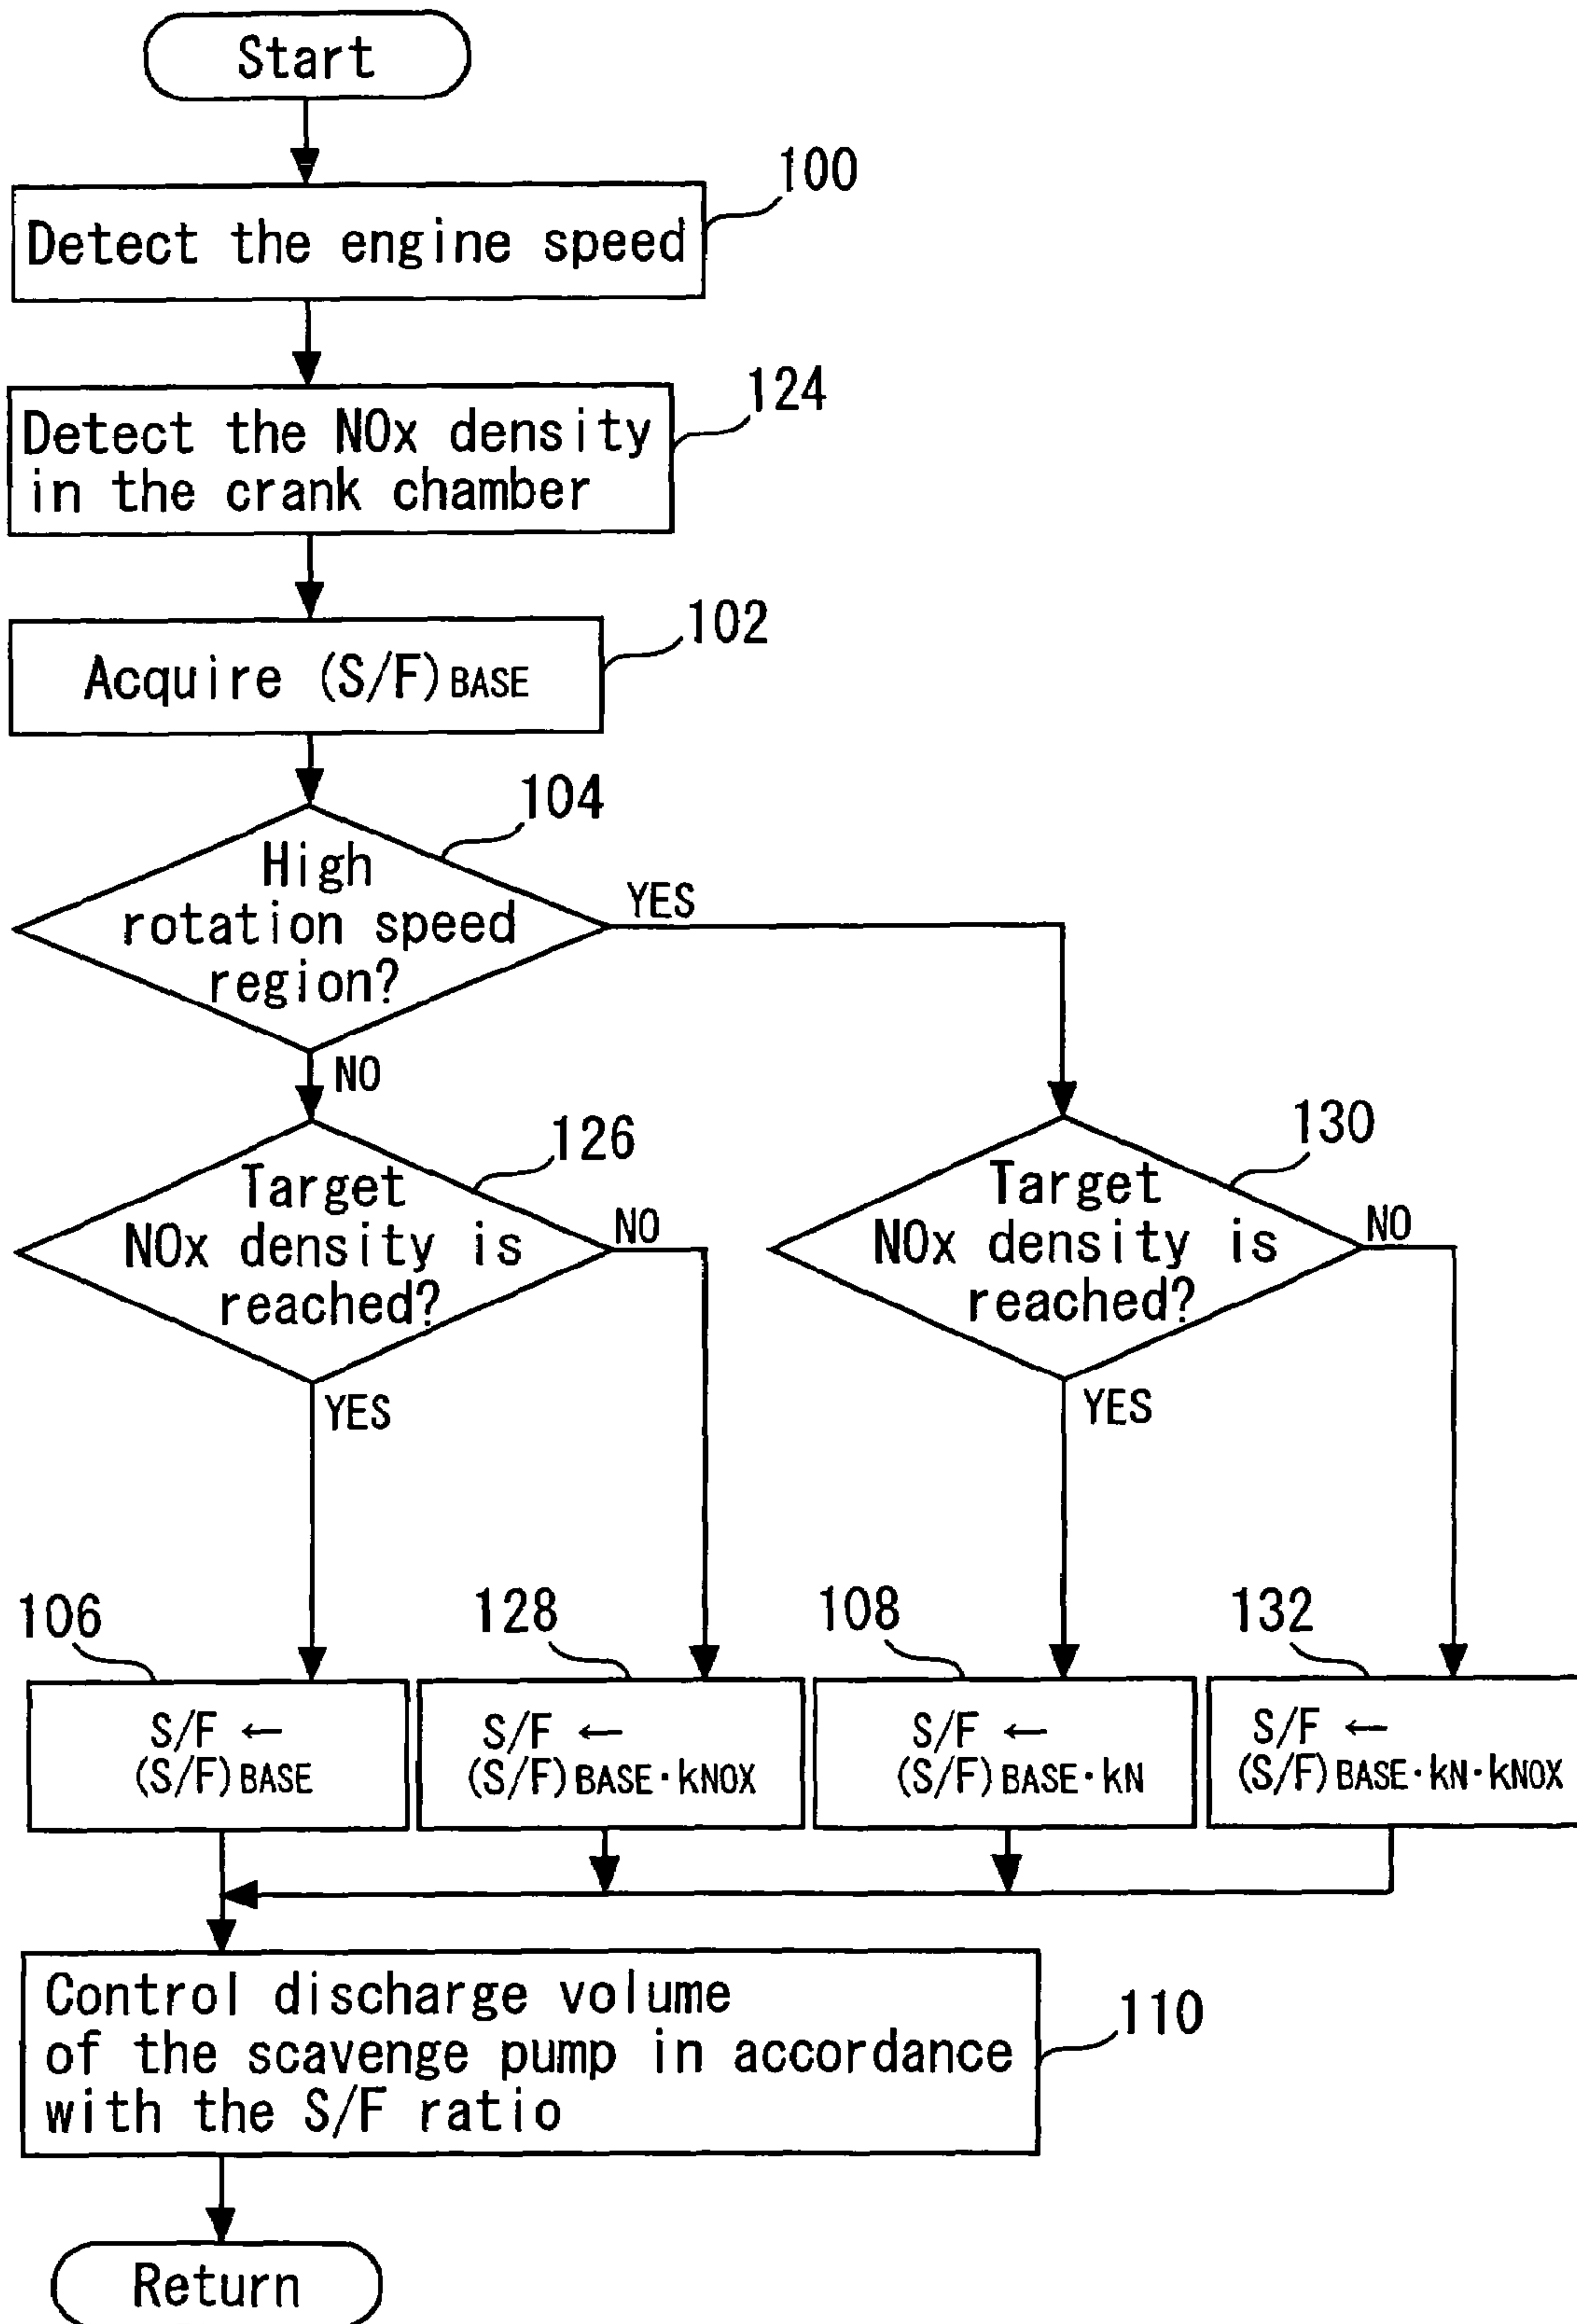 Start
100
Detect the engine speed
124
Detect the NOx density
in the crank chamber
102
Acquire (S/F)BASE
104
High
rotation speed
region?
YES
NO
126
Target
NOx density is
reached?
NO
YES
130
Target
NOx density is
reached?
NO
YES
106
S/F ←
(S/F)BASE
128
S/F ←
(S/F)BASE·kNOX
108
S/F ←
(S/F)BASE·kN
132
S/F ←
(S/F)BASE·kN·kNOX
Control discharge volume
of the scavenge pump in accordance
with the S/F ratio
110
Return